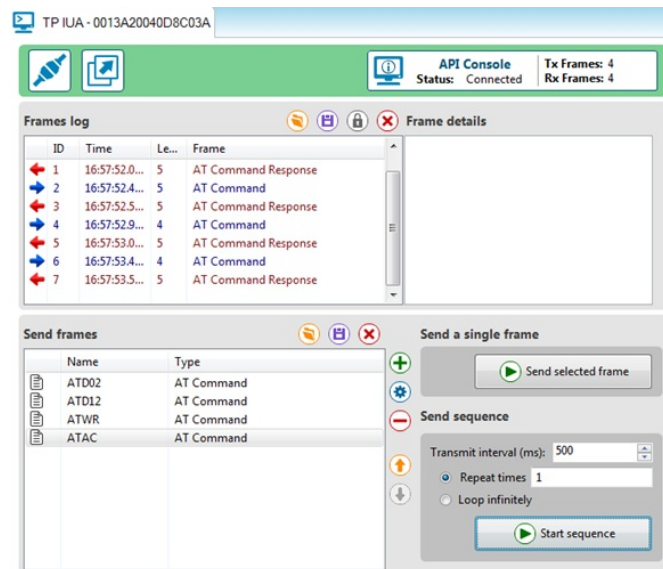 TP IUA - 0013A20040D8C03A
API Console Tx Frames: 4
Status: Connected Rx Frames: 4
Frames log Frame details
ID Time Le... Frame
1 16:57:52.0... 5 AT Command Response
2 16:57:52.4... 5 AT Command
3 16:57:52.5... 5 AT Command Response
4 16:57:52.9... 4 AT Command
5 16:57:53.0... 5 AT Command Response
6 16:57:53.4... 4 AT Command
7 16:57:53.5... 5 AT Command Response
Send frames Send a single frame
Name Type
ATD02 AT Command Send selected frame
ATD12 AT Command
ATWR AT Command Send sequence
ATAC AT Command
Transmit interval (ms): 500
Repeat times 1
Loop infinitely
Start sequence